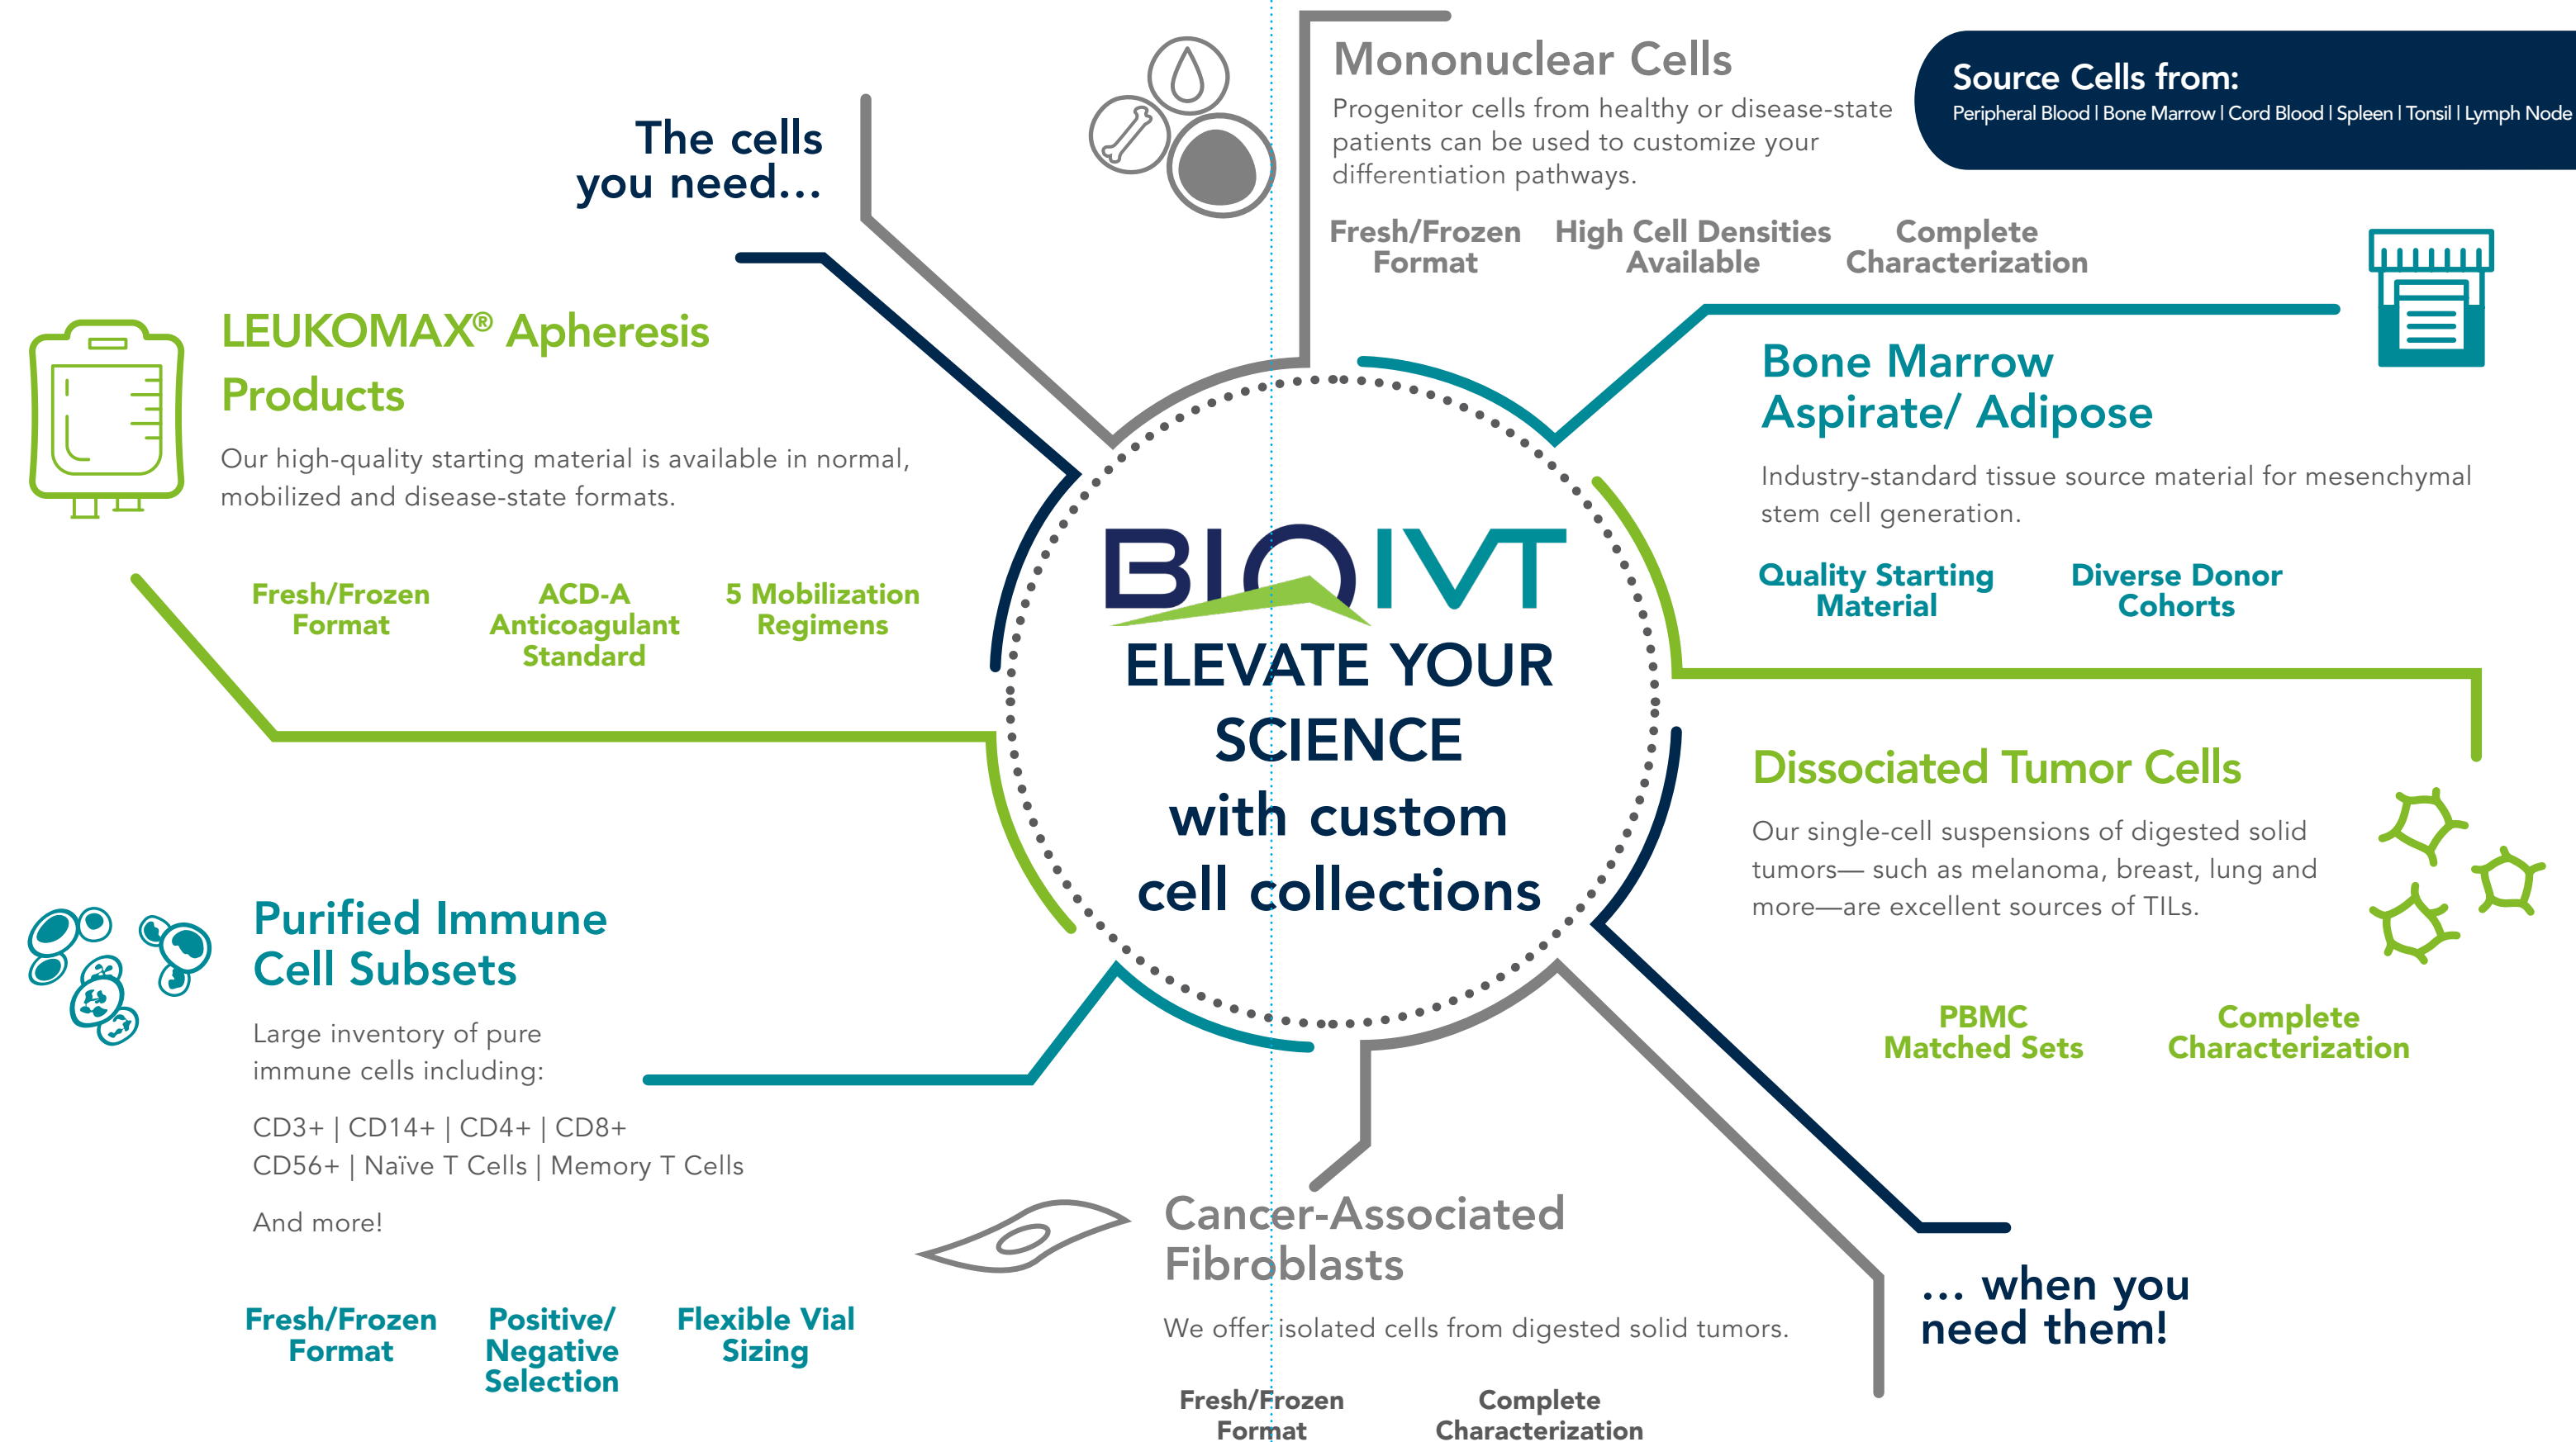 The cells
you need...
Mononuclear Cells
Progenitor cells from healthy or disease-state
patients can be used to customize your
differentiation pathways.
Fresh/Frozen
Format
High Cell Densities
Available
Complete
Characterization
Source Cells from:
Peripheral Blood | Bone Marrow | Cord Blood | Spleen | Tonsil | Lymph Node
LEUKOMAX® Apheresis
Products
Our high-quality starting material is available in normal,
mobilized and disease-state formats.
Fresh/Frozen
Format
ACD-A
Anticoagulant
Standard
5 Mobilization
Regimens
Bone Marrow
Aspirate/ Adipose
Industry-standard tissue source material for mesenchymal
stem cell generation.
Quality Starting
Material
Diverse Donor
Cohorts
BIOIVT
ELEVATE YOUR
SCIENCE
with custom
cell collections
Dissociated Tumor Cells
Our single-cell suspensions of digested solid
tumors— such as melanoma, breast, lung and
more—are excellent sources of TILs.
PBMC
Matched Sets
Complete
Characterization
Purified Immune
Cell Subsets
Large inventory of pure
immune cells including:
CD3+ | CD14+ | CD4+ | CD8+
CD56+ | Naïve T Cells | Memory T Cells
And more!
Fresh/Frozen
Format
Positive/
Negative
Selection
Flexible Vial
Sizing
Cancer-Associated
Fibroblasts
We offer isolated cells from digested solid tumors.
Fresh/Frozen
Format
Complete
Characterization
... when you
need them!